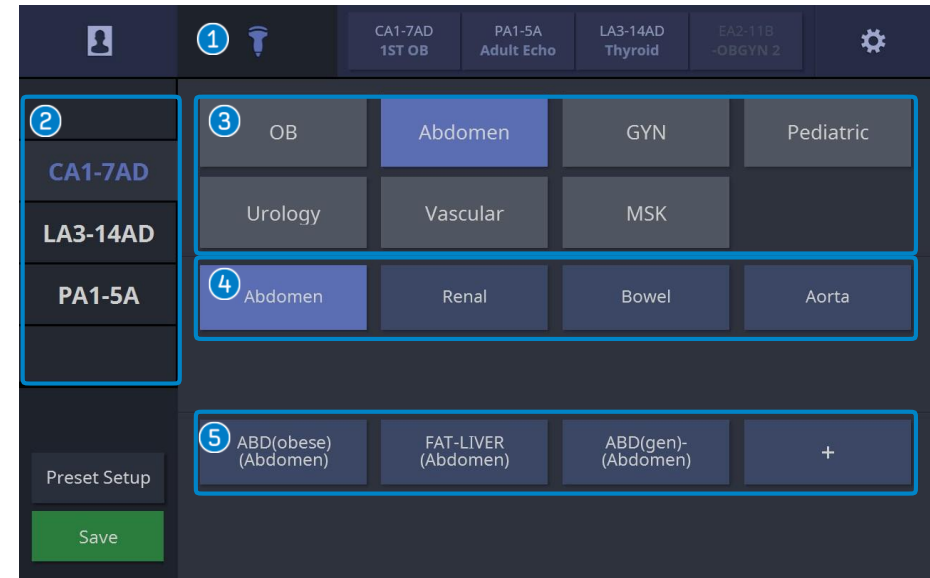 1
CA1-7AD
1ST OB
PA1-5A
Adult Echo
LA3-14AD
Thyroid
EA2-11B
-OBGYN 2
2
CA1-7AD
LA3-14AD
PA1-5A
3
OB
Abdomen
GYN
Pediatric
Urology
Vascular
MSK
4
Abdomen
Renal
Bowel
Aorta
5
ABD(obese)
(Abdomen)
FAT-LIVER
(Abdomen)
ABD(gen)-
(Abdomen)
+
Preset Setup
Save